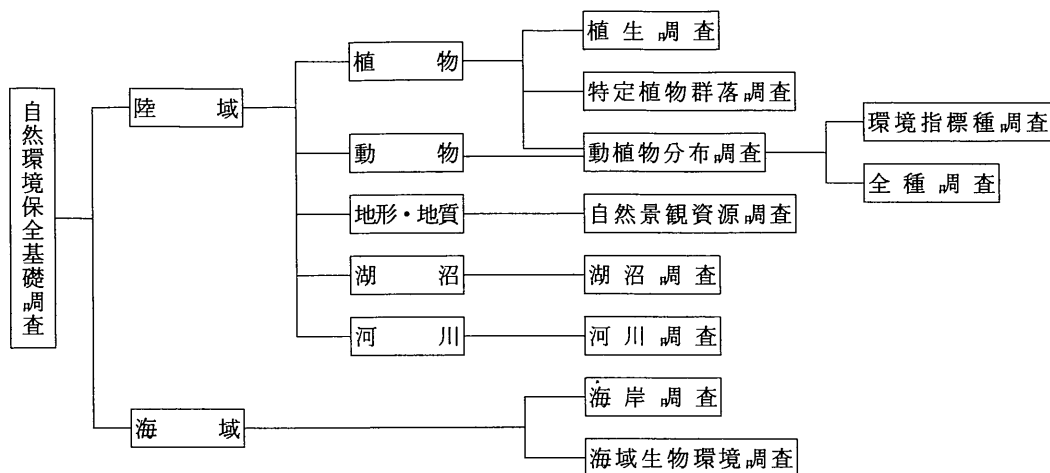 自然環境保全基礎調査
陸域
植物
植生調査
特定植物群落調査
動物
動植物分布調査
環境指標種調査
全種調査
地形・地質
自然景観資源調査
湖沼
湖沼調査
河川
河川調査
海域
海岸調査
海域生物環境調査